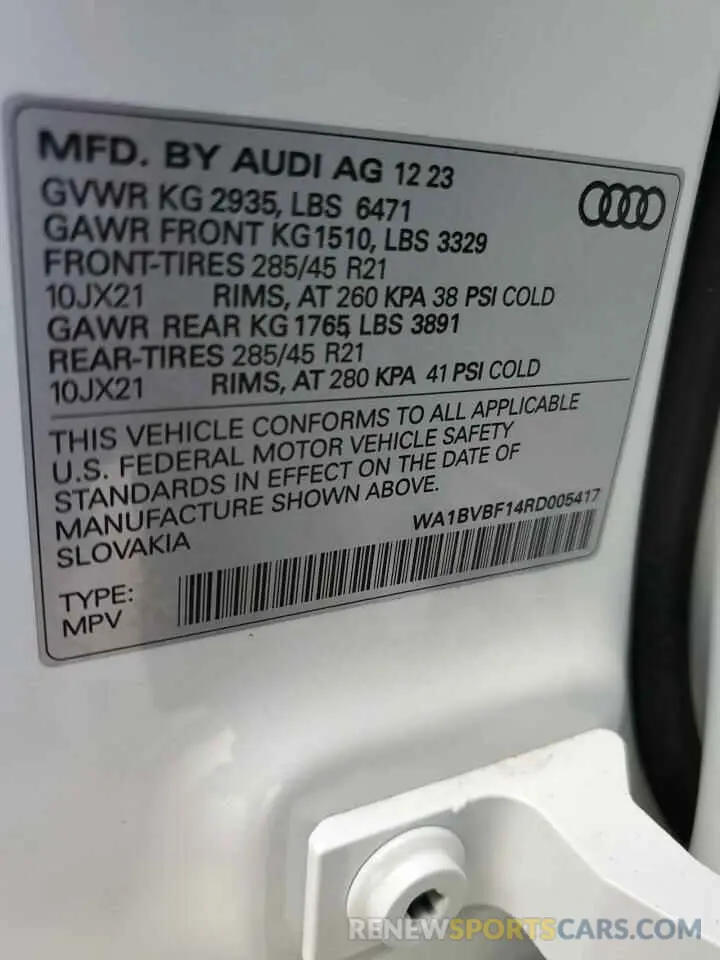 MFD. BY AUDI AG 12 23
GVWR KG 2935, LBS 6471
GAWR FRONT KG1510, LBS 3329
FRONT-TIRES 285/45 R21
10JX21 RIMS, AT 260 KPA 38 PSI COLD
GAWR REAR KG 1765, LBS 3891
REAR-TIRES 285/45 R21
10JX21 RIMS, AT 280 KPA 41 PSI COLD
THIS VEHICLE CONFORMS TO ALL APPLICABLE
U.S. FEDERAL MOTOR VEHICLE SAFETY
STANDARDS IN EFFECT ON THE DATE OF
MANUFACTURE SHOWN ABOVE.
WA1BVBF14RD005417
SLOVAKIA
TYPE:
MPV
RENEWSPORTSCARS.COM